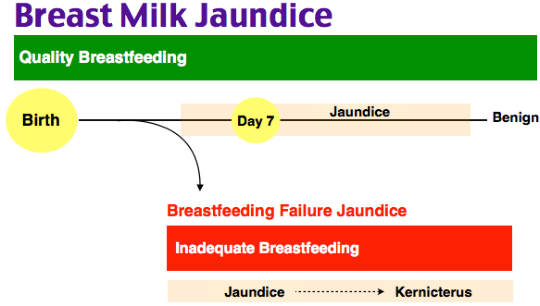 Breast Milk Jaundice
Quality Breastfeeding
Birth
Day 7
Jaundice
Benign
Breastfeeding Failure Jaundice
Inadequate Breastfeeding
Jaundice
Kernicterus